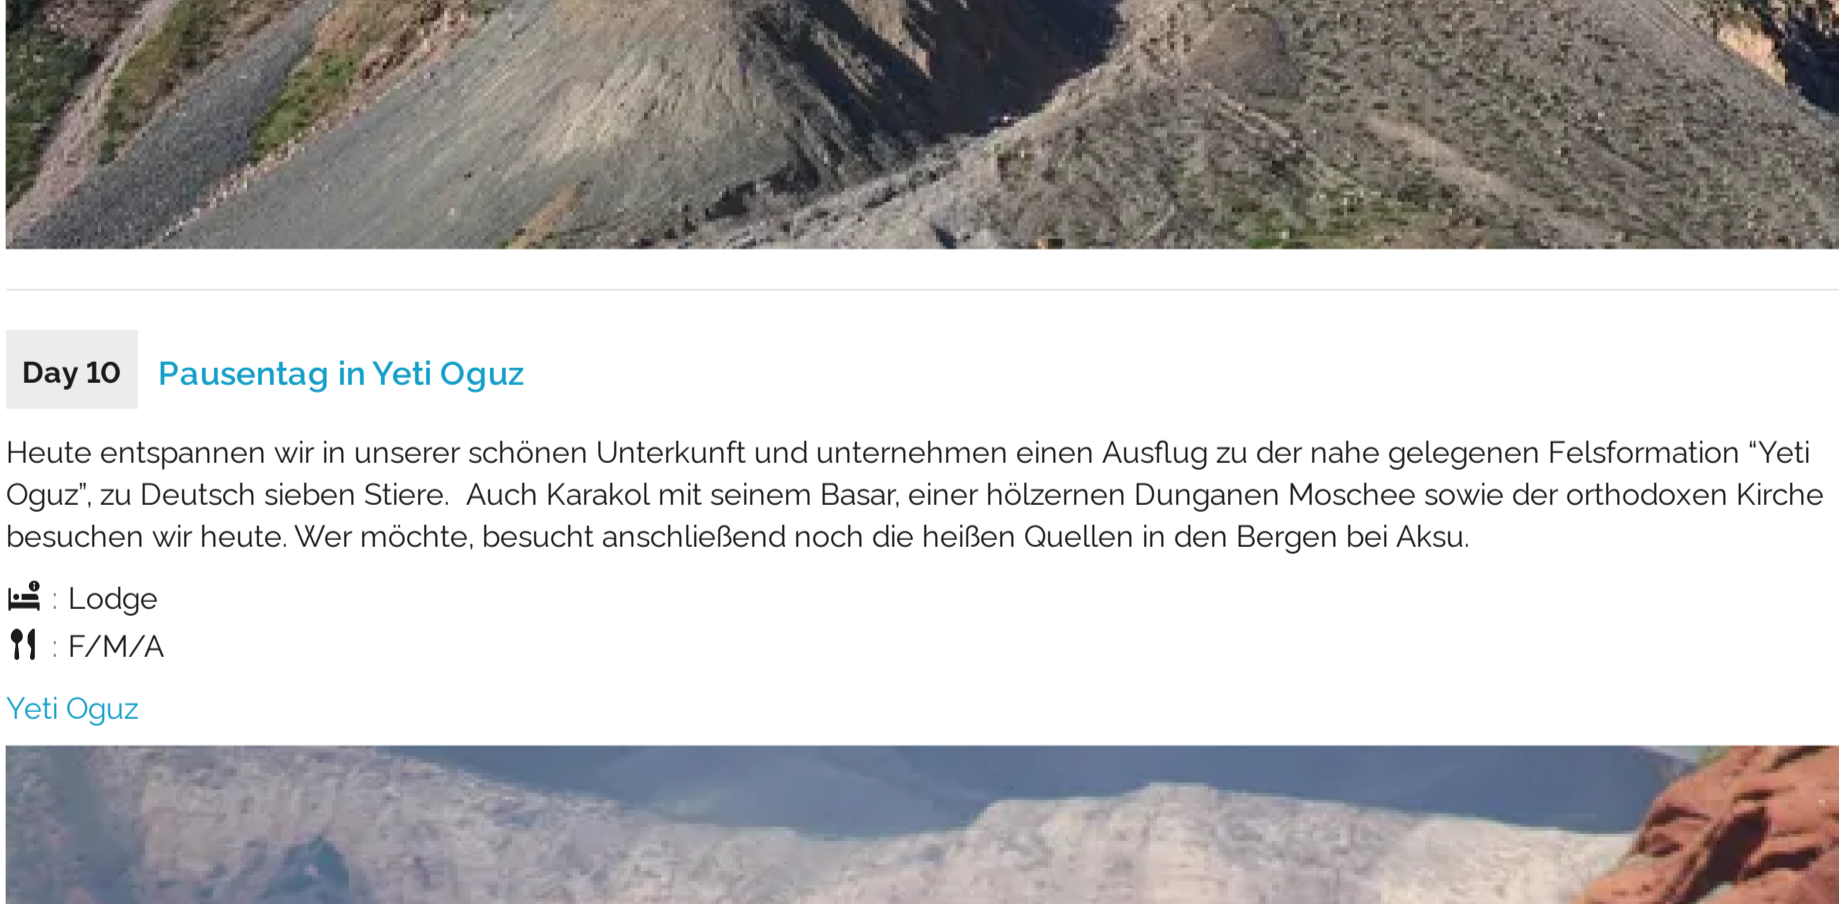 Day 10 Pausentag in Yeti Oguz
Heute entspannen wir in unserer schönen Unterkunft und unternehmen einen Ausflug zu der nahe gelegenen Felsformation “Yeti
Oguz”, zu Deutsch sieben Stiere.  Auch Karakol mit seinem Basar, einer hölzernen Dunganen Moschee sowie der orthodoxen Kirche
besuchen wir heute. Wer möchte, besucht anschließend noch die heißen Quellen in den Bergen bei Aksu.
: Lodge
: F/M/A
Yeti Oguz